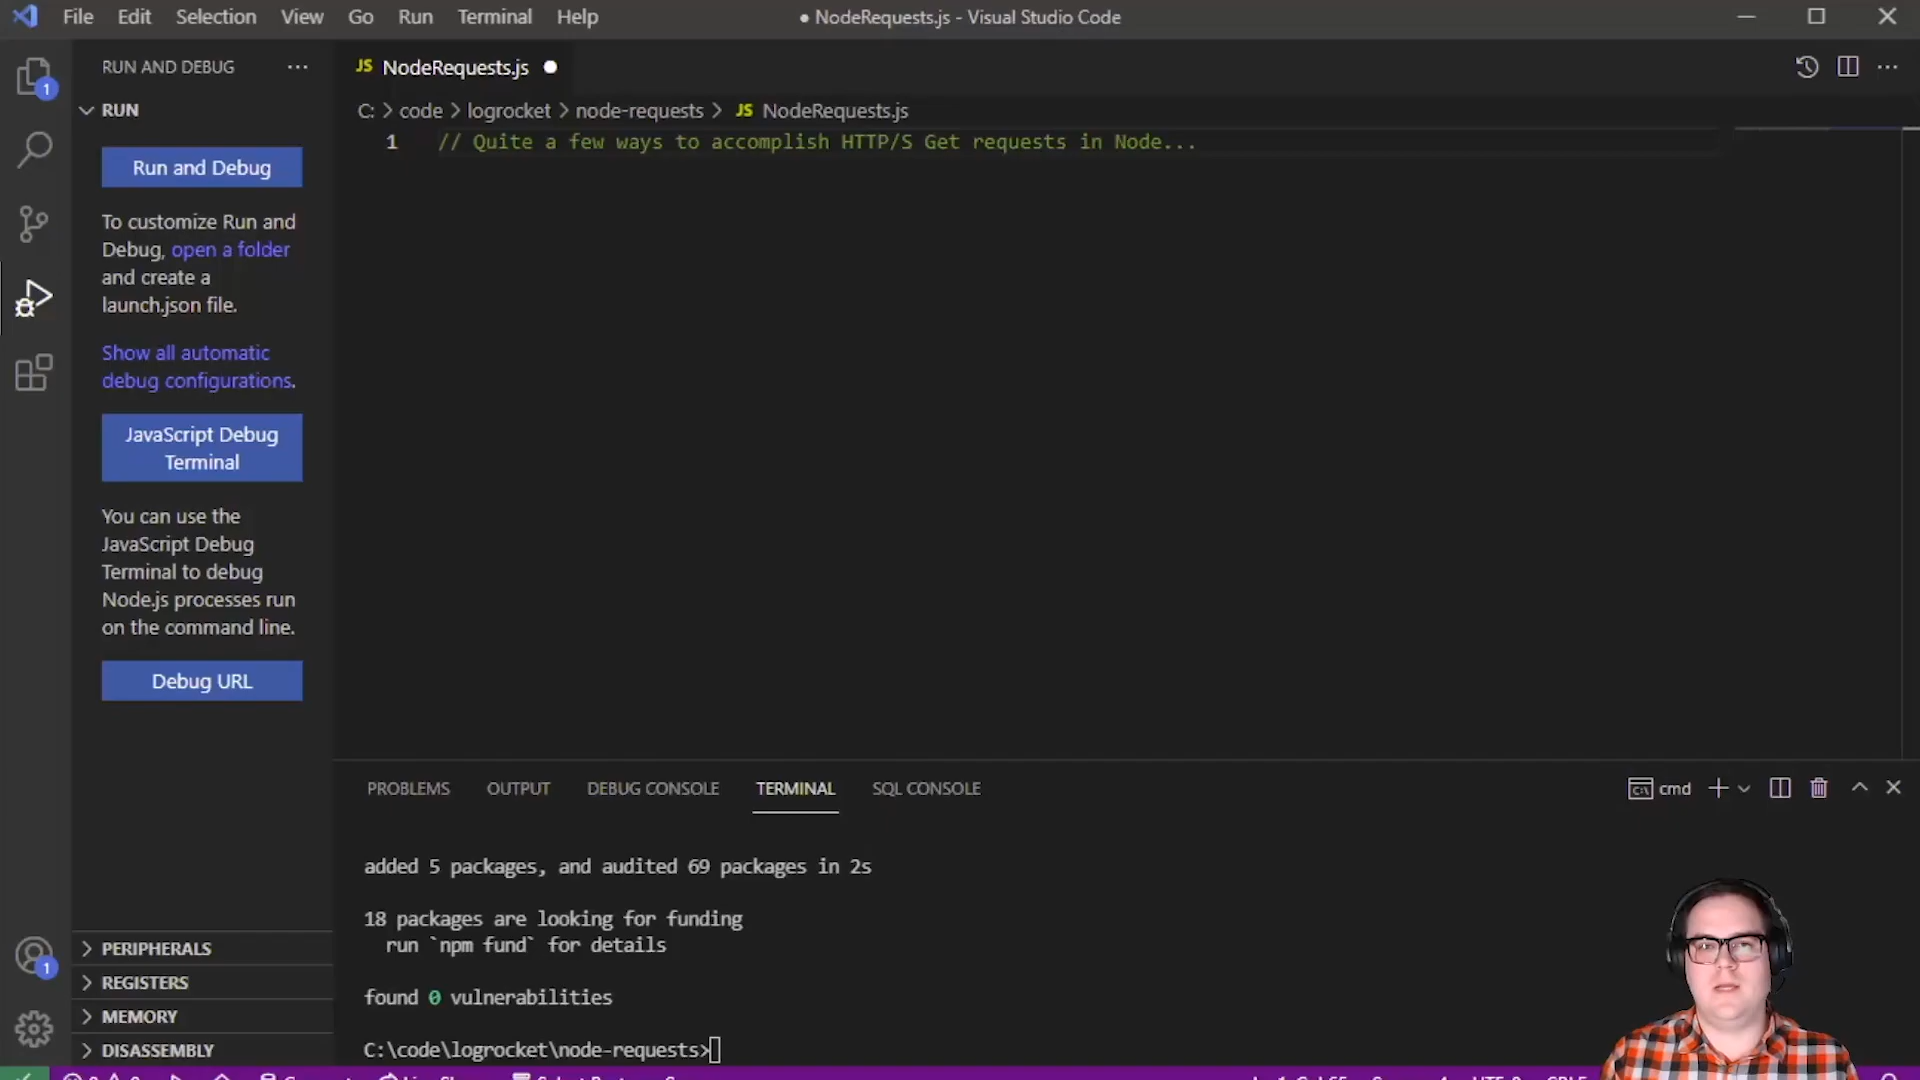 File Edit Selection View Go Run Terminal Help
● NodeRequests.js - Visual Studio Code
1
RUN AND DEBUG ...
RUN
Run and Debug
To customize Run and
Debug, open a folder
and create a
launch.json file.
Show all automatic
debug configurations.
JavaScript Debug
Terminal
You can use the
JavaScript Debug
Terminal to debug
Node.js processes run
on the command line.
Debug URL
PERIPHERALS
REGISTERS
MEMORY
DISASSEMBLY
1
JS NodeRequests.js
C: > code > logrocket > node-requests > JS NodeRequests.js
1 // Quite a few ways to accomplish HTTP/S Get requests in Node...
PROBLEMS OUTPUT DEBUG CONSOLE TERMINAL SQL CONSOLE
cmd
added 5 packages, and audited 69 packages in 2s
18 packages are looking for funding
run `npm fund` for details
found 0 vulnerabilities
C:\code\logrocket\node-requests>